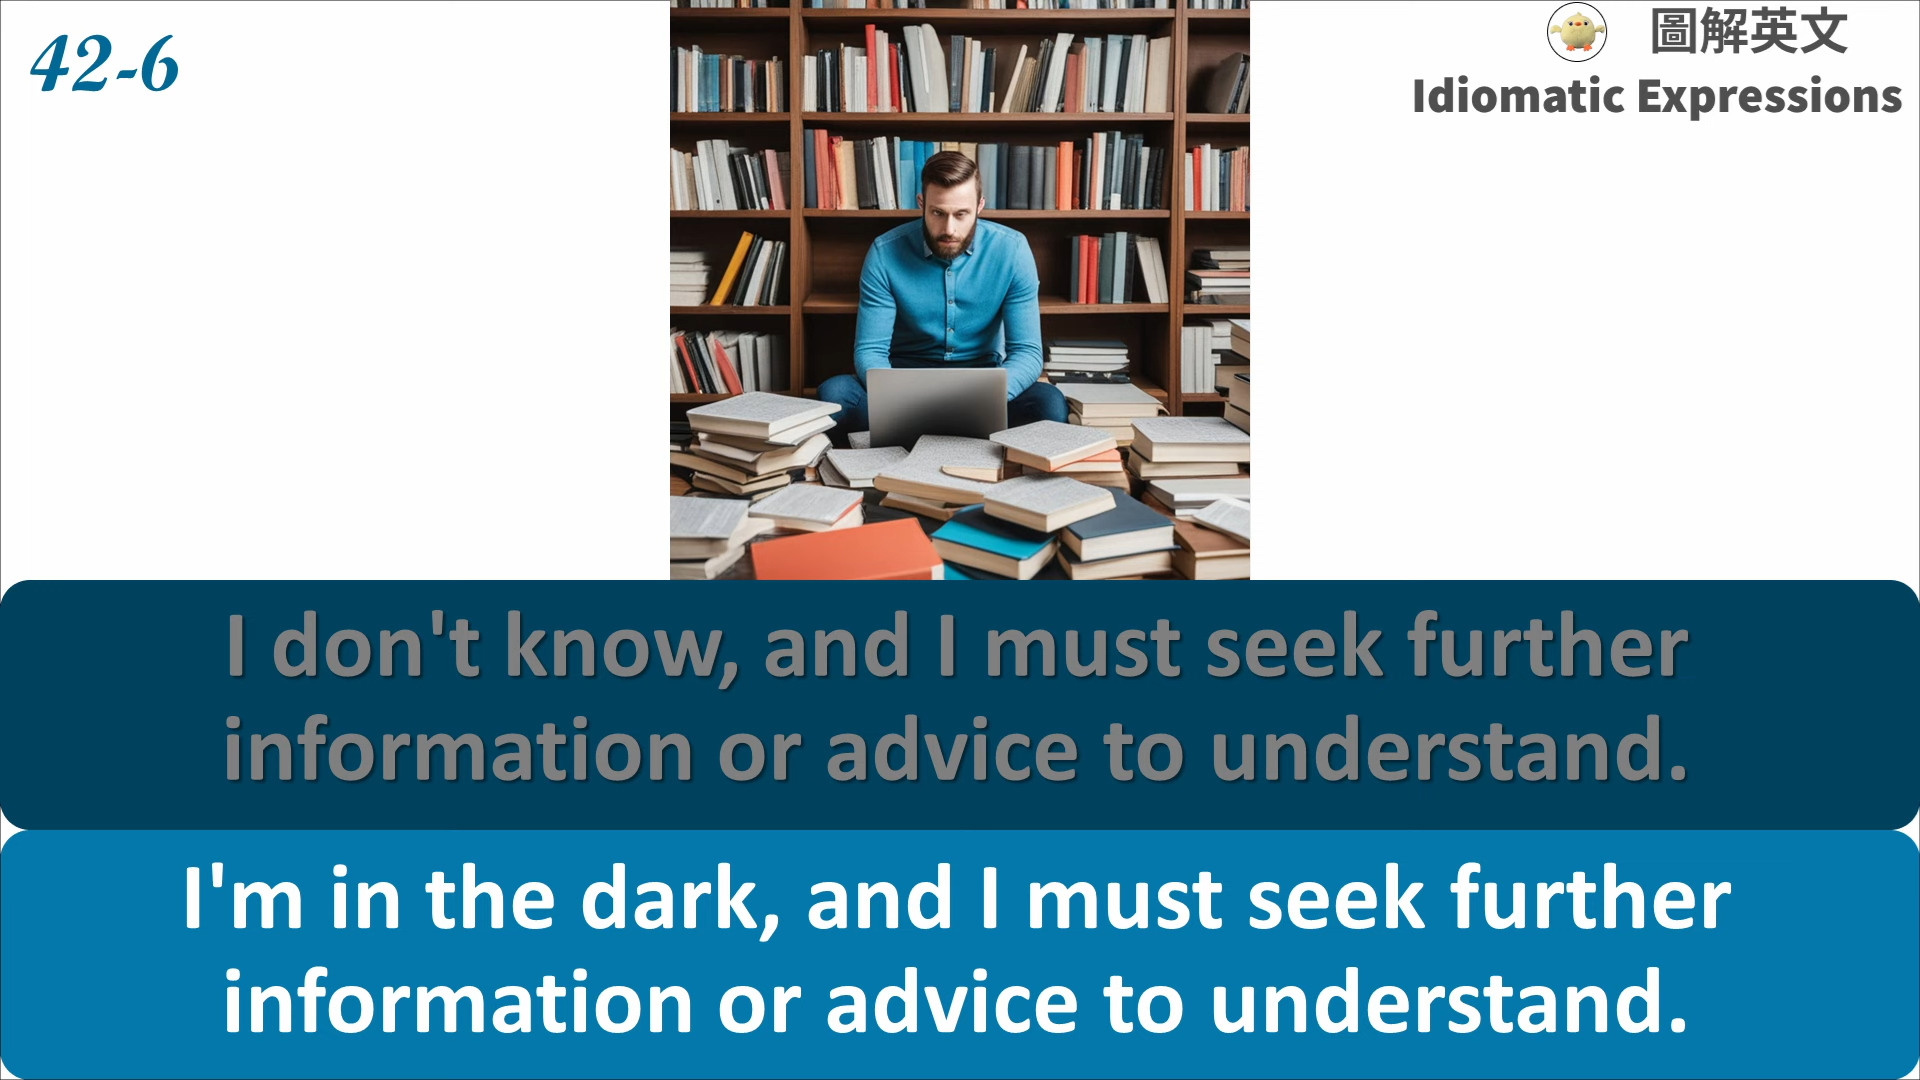 42-6
圖解英文
Idiomatic Expressions
I don't know, and I must seek further
information or advice to understand.
I'm in the dark, and I must seek further
information or advice to understand.